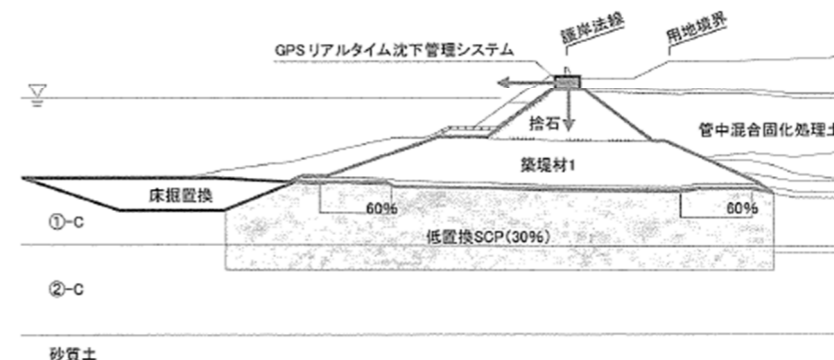 護岸法線
用地境界
GPSリアルタイム沈下管理システム
捨石
管中混合固化処理土
築堤材1
床掘置換
60%
60%
①-C
低置換SCP(30%)
②-C
砂質土